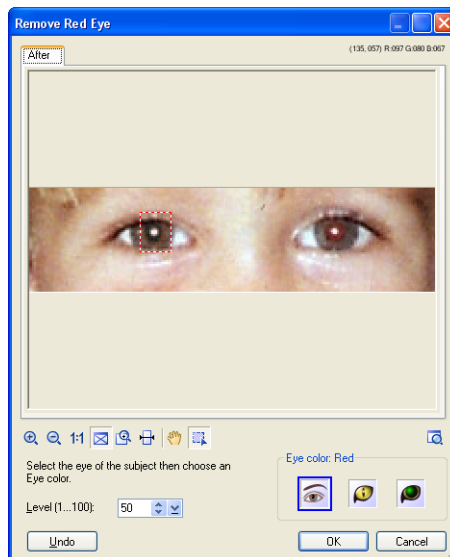 Remove Red Eye
After
(135, 057) R:097 G:080 B:067
1:1
Select the eye of the subject then choose an
Eye color.
Eye color: Red
Level (1...100):
50
Undo
OK
Cancel